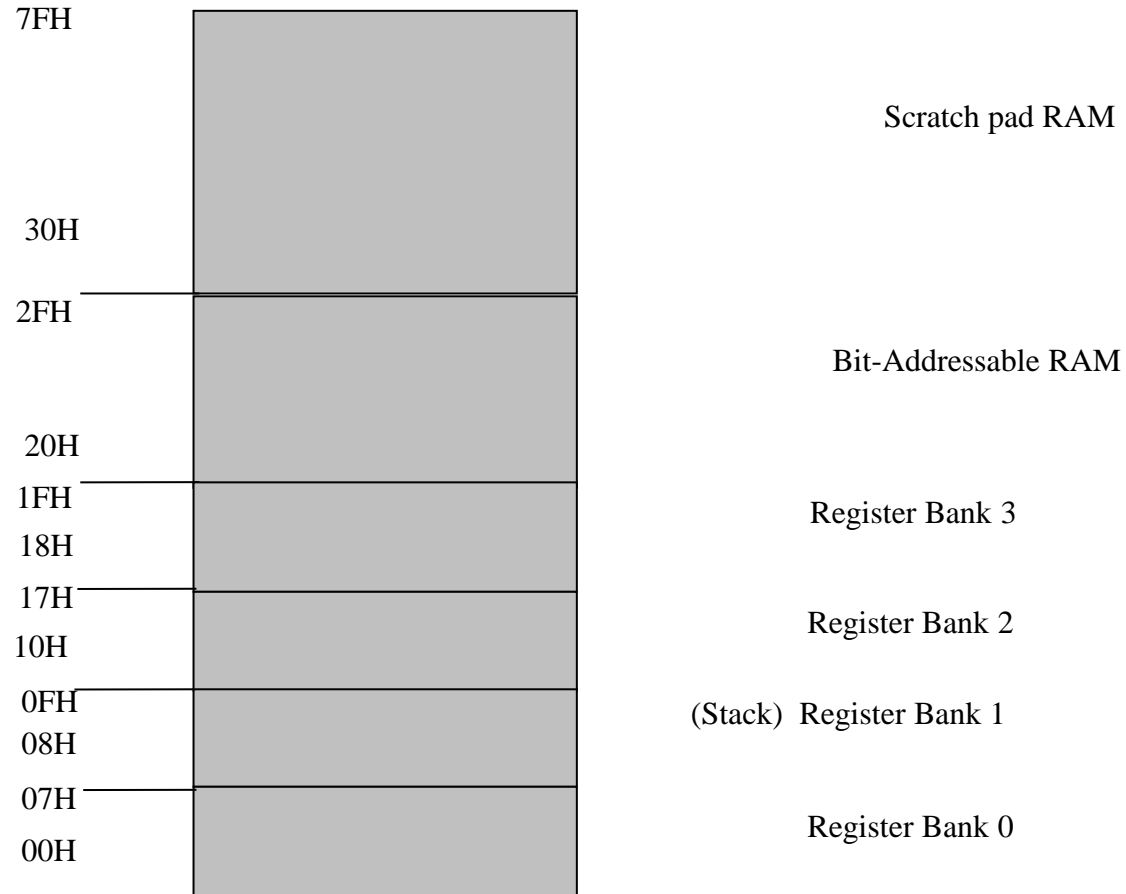 7FH
Scratch pad RAM
30H
2FH
Bit-Addressable RAM
20H
1FH
Register Bank 3
18H
17H
Register Bank 2
10H
0FH
(Stack) Register Bank 1
08H
07H
Register Bank 0
00H